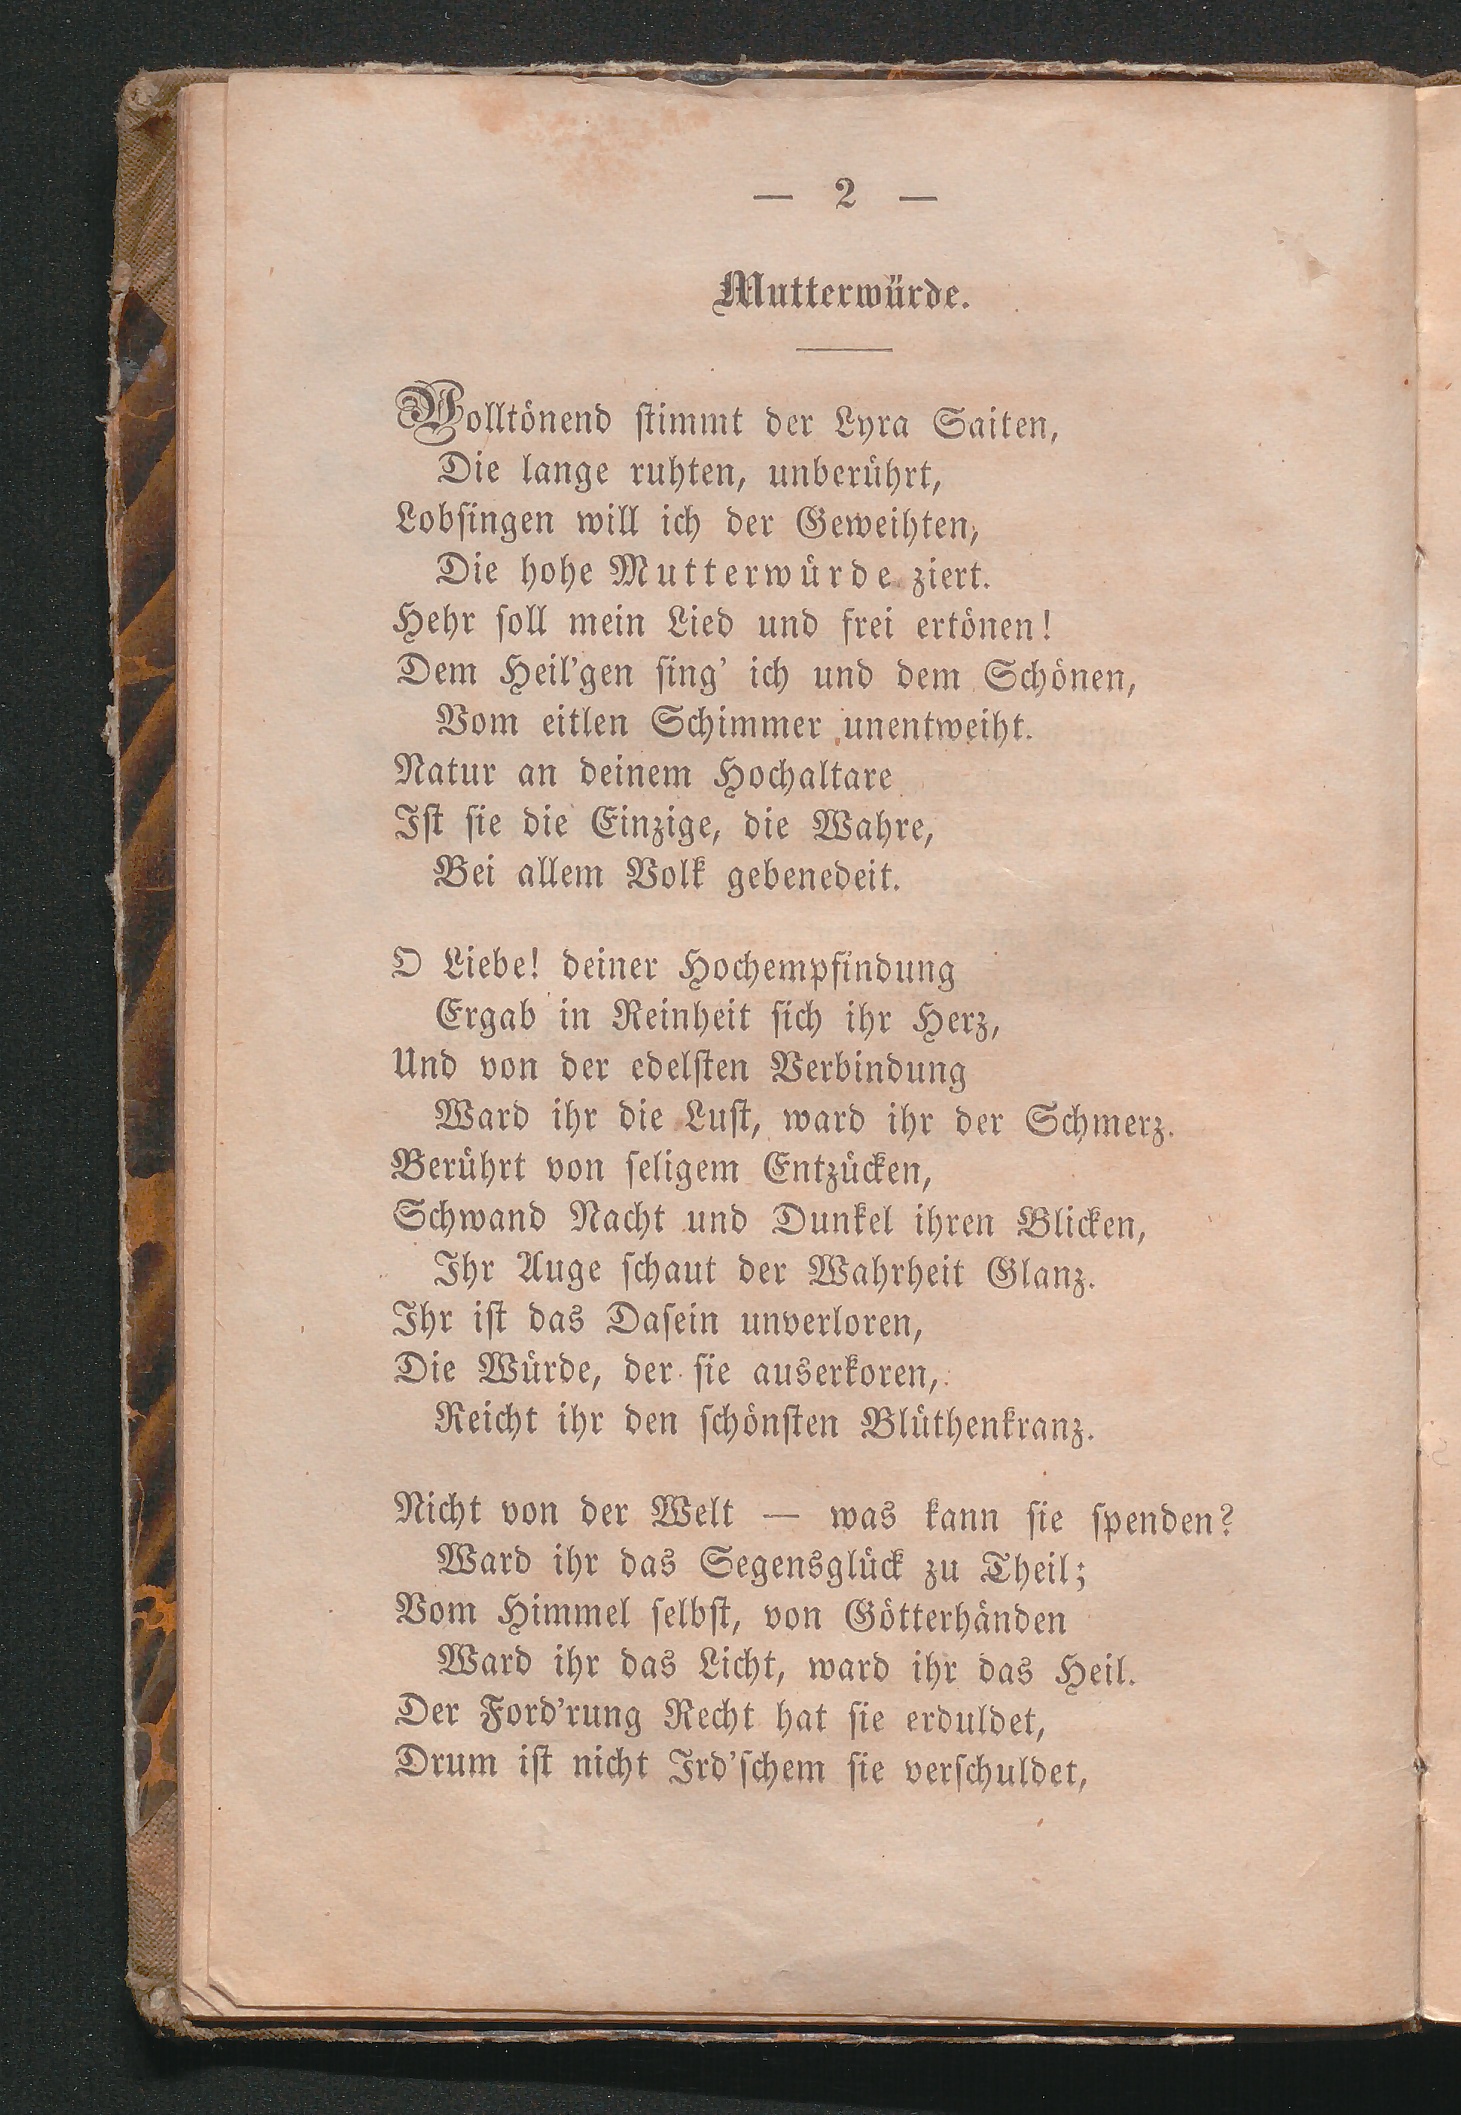 — 2 —
Mutterwürde.
Volltönend stimmt der Lyra Saiten,
Die lange ruhten, unberührt,
Lobsingen will ich der Geweihten,
Die hohe Mutterwürde ziert.
Hehr soll mein Lied und frei ertönen!
Dem Heil'gen sing' ich und dem Schönen,
Vom eitlen Schimmer unentweiht.
Natur an deinem Hochaltare
Ist sie die Einzige, die Wahre,
Bei allem Volk gebenedeit.
O Liebe! deiner Hochempfindung
Ergab in Reinheit sich ihr Herz,
Und von der edelsten Verbindung
Ward ihr die Lust, ward ihr der Schmerz.
Berührt von seligem Entzücken,
Schwand Nacht und Dunkel ihren Blicken,
Ihr Auge schaut der Wahrheit Glanz.
Ihr ist das Dasein unverloren,
Die Würde, der sie auserkoren,
Reicht ihr den schönsten Blüthenkranz.
Nicht von der Welt — was kann sie spenden?
Ward ihr das Segensglück zu Theil;
Vom Himmel selbst, von Götterhänden
Ward ihr das Licht, ward ihr das Heil.
Der Ford'rung Recht hat sie erduldet,
Drum ist nicht Ird'schem sie verschuldet,